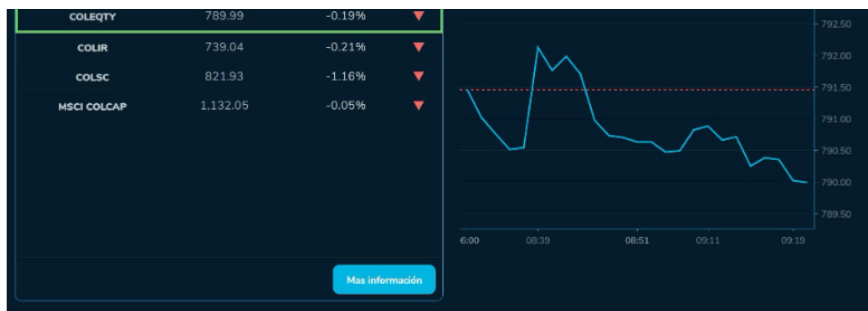 COLEQTY 789.99 -0.19% ▼
COLIR 739.04 -0.21% ▼
COLSC 821.93 -1.16% ▼
MSCI COLCAP 1,132.05 -0.05% ▼
Mas información
792.50
792.00
791.50
791.00
790.50
790.00
789.50
6:00 08:39 08:51 09:11 09:19